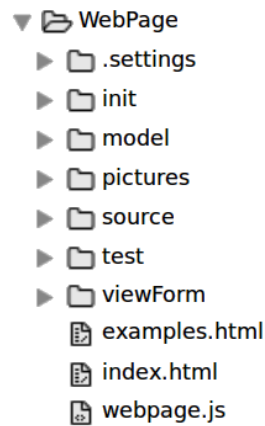 WebPage
.settings
init
model
pictures
source
test
viewForm
examples.html
index.html
webpage.js